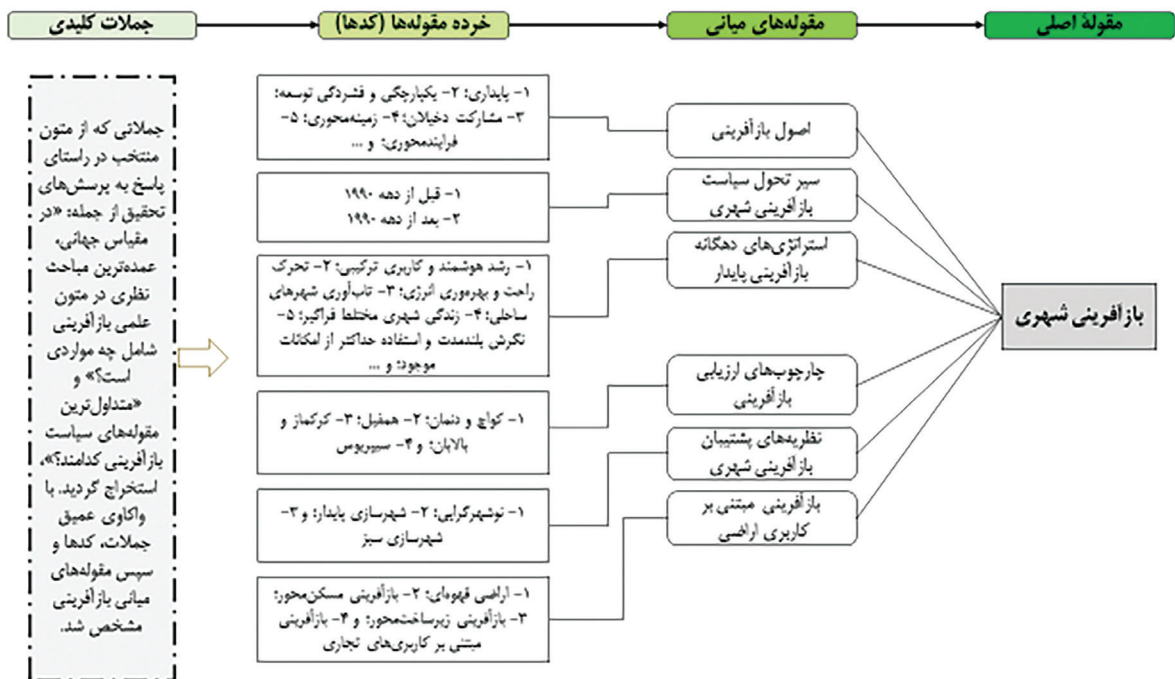 مقولۀ اصلی
مقوله‌های میانی
خرده مقوله‌ها (کدها)
جملات کلیدی
بازآفرینی شهری
اصول بازآفرینی
سیر تحول سیاست
بازآفرینی شهری
استراتژی‌های دهگانه
بازآفرینی پایدار
چارچوب‌های ارزیابی
بازآفرینی
نظریه‌های پشتیبان
بازآفرینی شهری
بازآفرینی مبتنی بر
کاربری اراضی
۱- پایداری؛ ۲- یکپارچگی و فشردگی توسعه؛
۳- مشارکت دخیلان؛ ۴- زمینه‌محوری؛ ۵-
فرایندمحوری؛ و ...
۱- قبل از دهه ۱۹۹۰
۲- بعد از دهه ۱۹۹۰
۱- رشد هوشمند و کاربری ترکیبی؛ ۲- تحرک
راحت و بهره‌وری انرژی؛ ۳- تاب‌آوری شهرهای
ساحلی؛ ۴- زندگی شهری مختلط فراگیر؛ ۵-
نگرش بلندمدت و استفاده حداکثر از امکانات
موجود؛ و ...
۱- کواچ و دنمان؛ ۲- همفیل؛ ۳- کرکماز و
بالابان؛ و ۴- سیپریوس
۱- نوشهرگرایی؛ ۲- شهرسازی پایدار؛ و ۳-
شهرسازی سبز
۱- اراضی قهوه‌ای؛ ۲- بازآفرینی مسکن‌محور؛
۳- بازآفرینی زیرساخت‌محور؛ و ۴- بازآفرینی
مبتنی بر کاربری‌های تجاری
جملاتی که از متون
منتخب در راستای
پاسخ به پرسش‌های
تحقیق از جمله: «در
مقیاس جهانی،
عمده‌ترین مباحث
نظری در متون
علمی بازآفرینی
شامل چه مواردی
است؟» و
«متداول‌ترین
مقوله‌های سیاست
بازآفرینی کدامند؟»،
استخراج گردید. با
واکاوی عمیق
جملات، کدها و
سپس مقوله‌های
میانی بازآفرینی
مشخص شد.